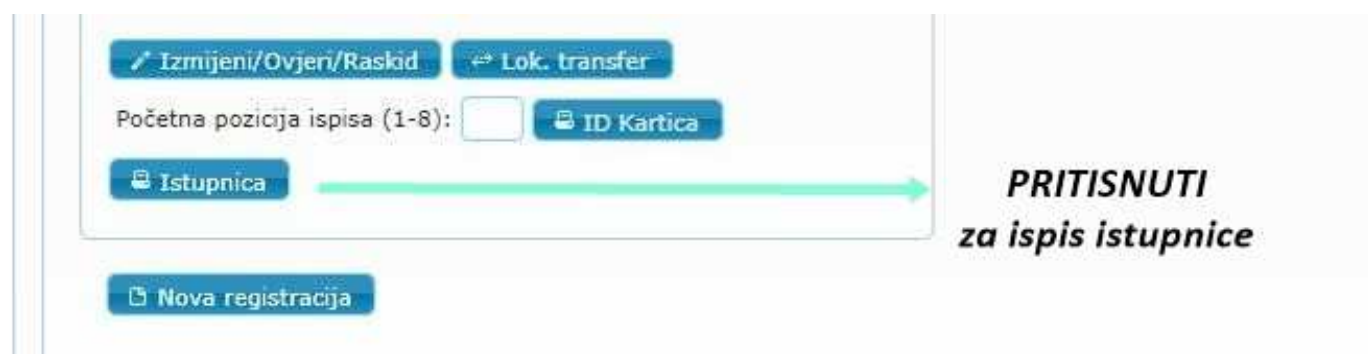 Izmijeni/Ovjeri/Raskid Lok. transfer
Početna pozicija ispisa (1-8): ID Kartica
Istupnica
PRITISNUTI
za ispis istupnice
Nova registracija